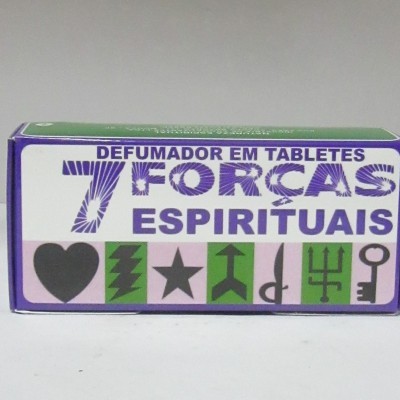 DEFUMADOR EM TABLETES
7 FORÇAS
ESPIRITUAIS